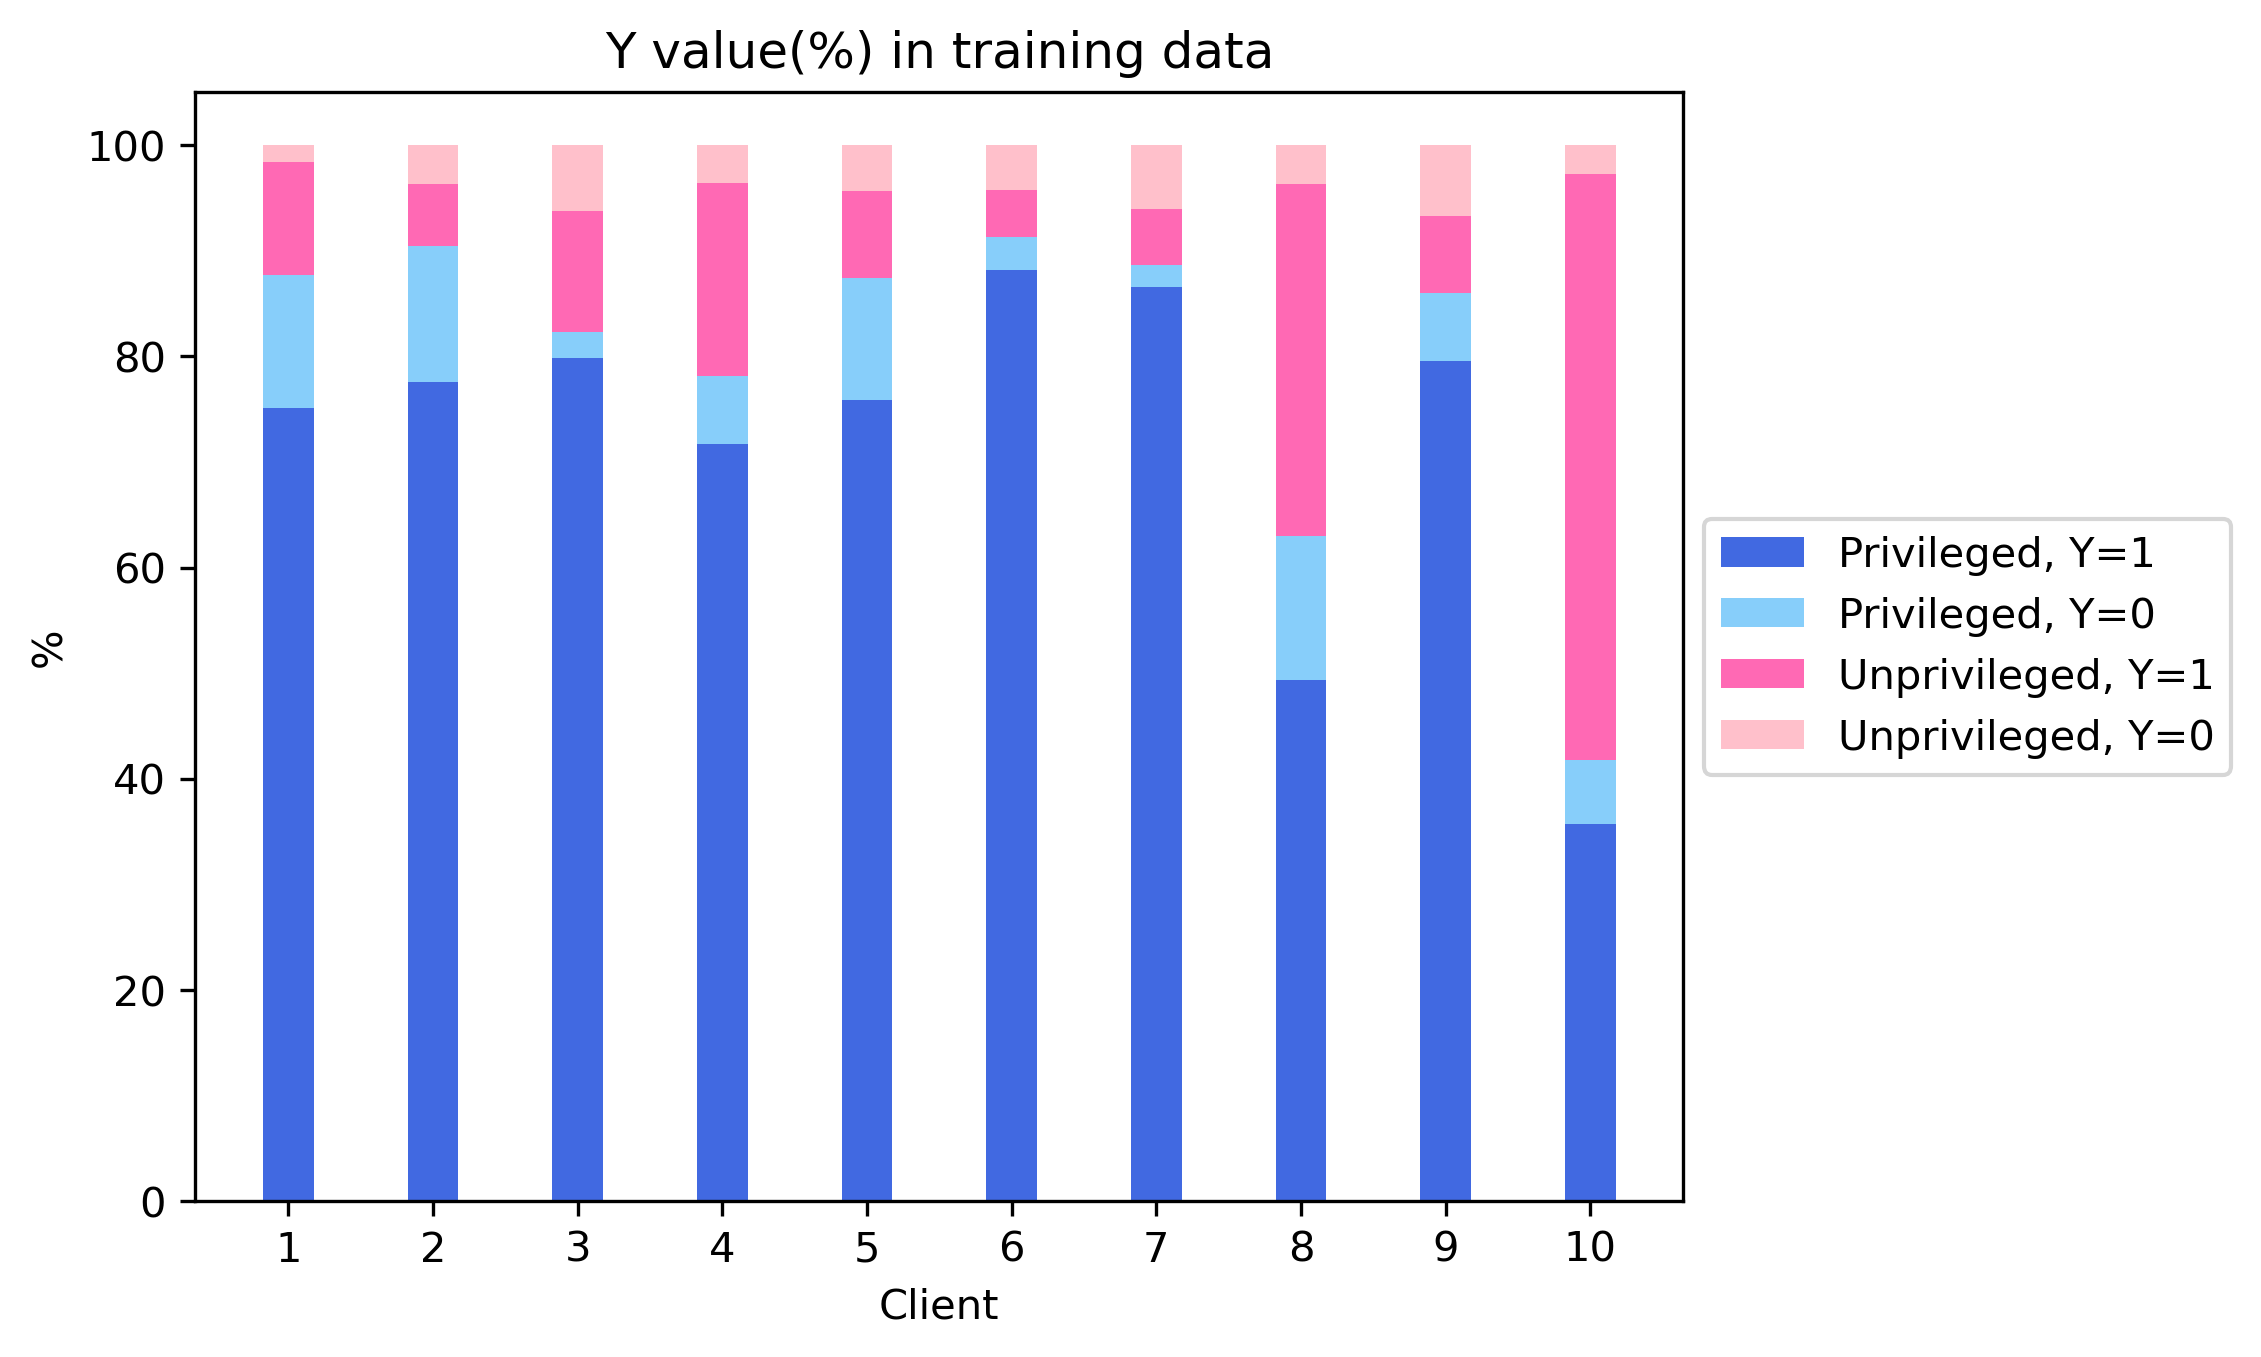 Y value(%) in training data
100
80
60
40
20
0
%
1 2 3 4 5 6 7 8 9 10
Client
Privileged, Y=1
Privileged, Y=0
Unprivileged, Y=1
Unprivileged, Y=0